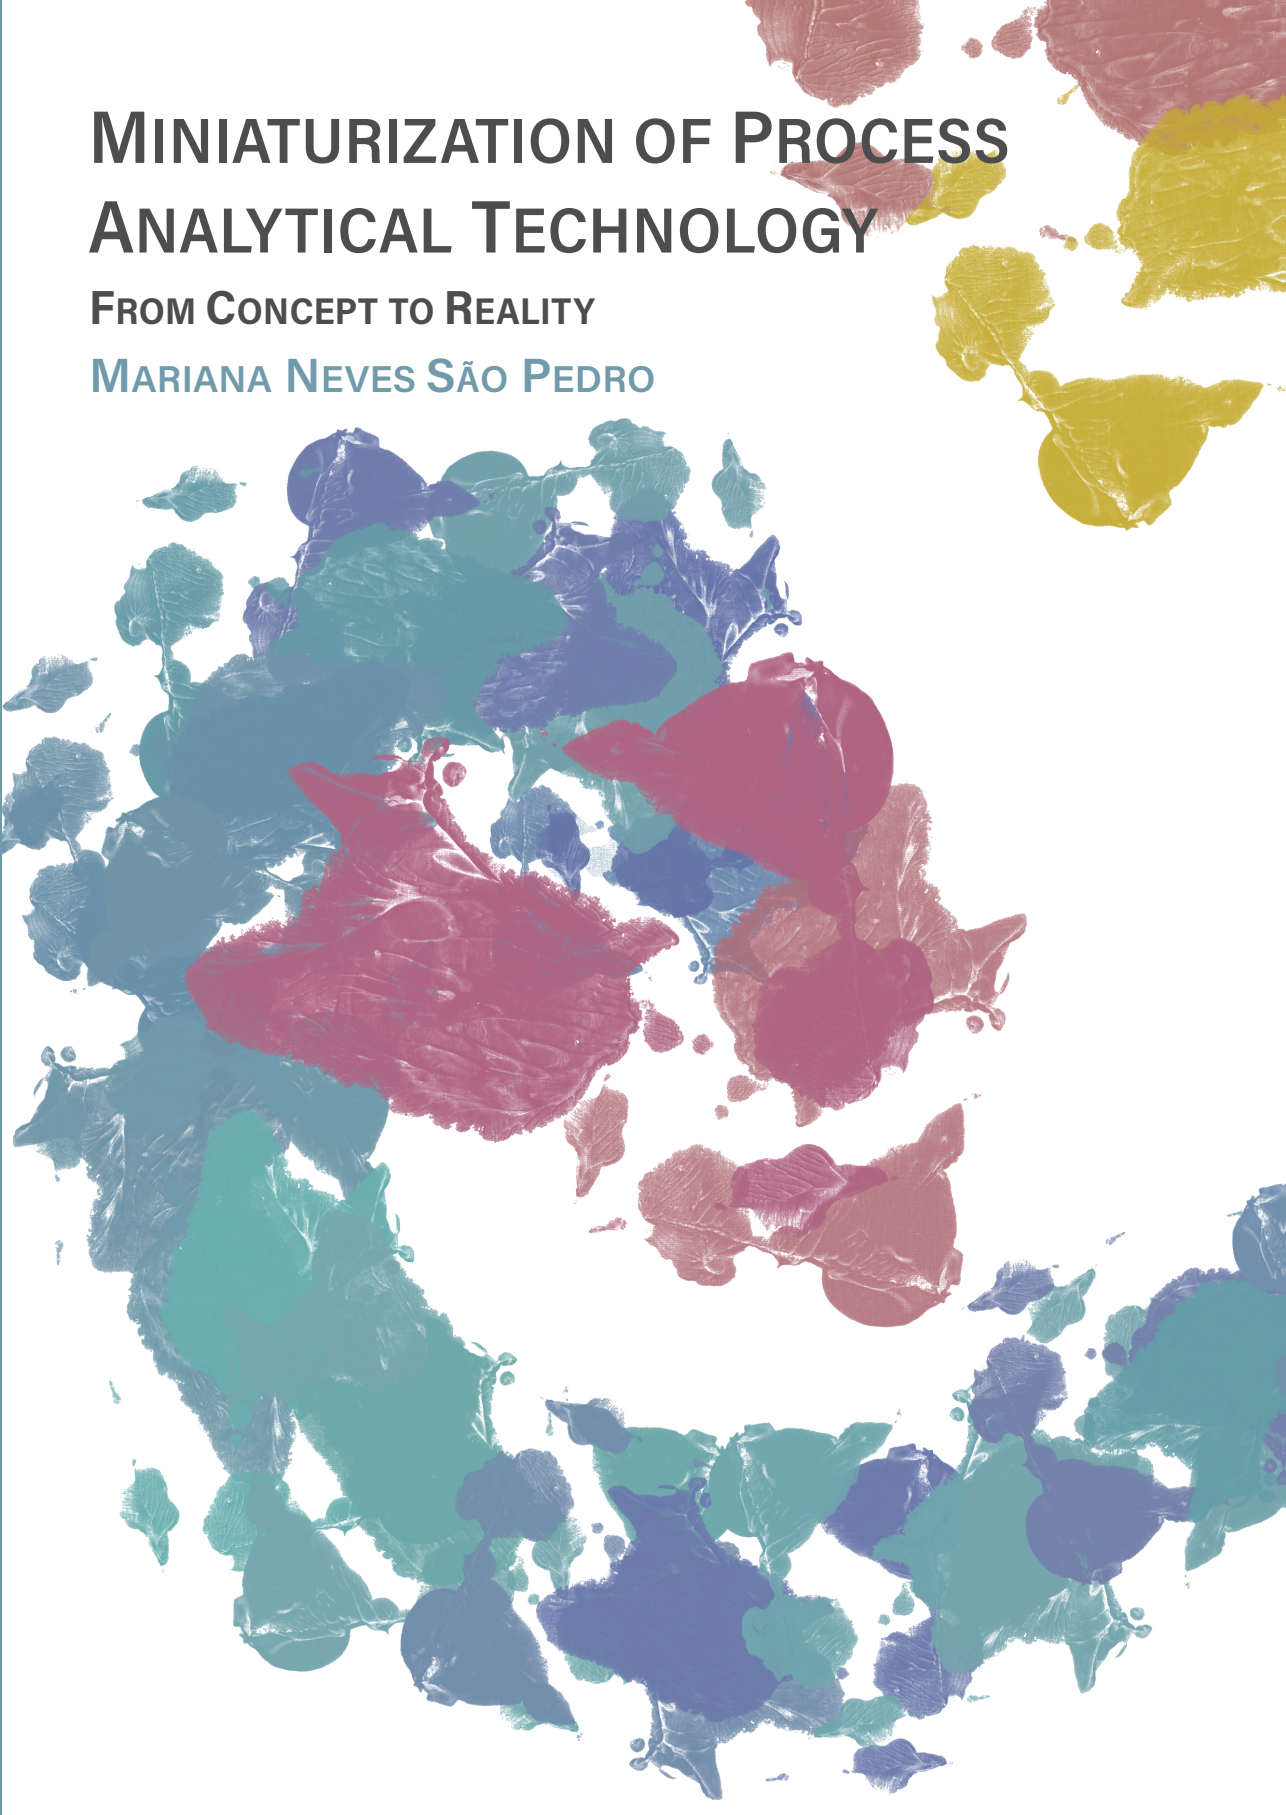 Miniaturization of Process
Analytical Technology
From Concept to Reality
Mariana Neves São Pedro